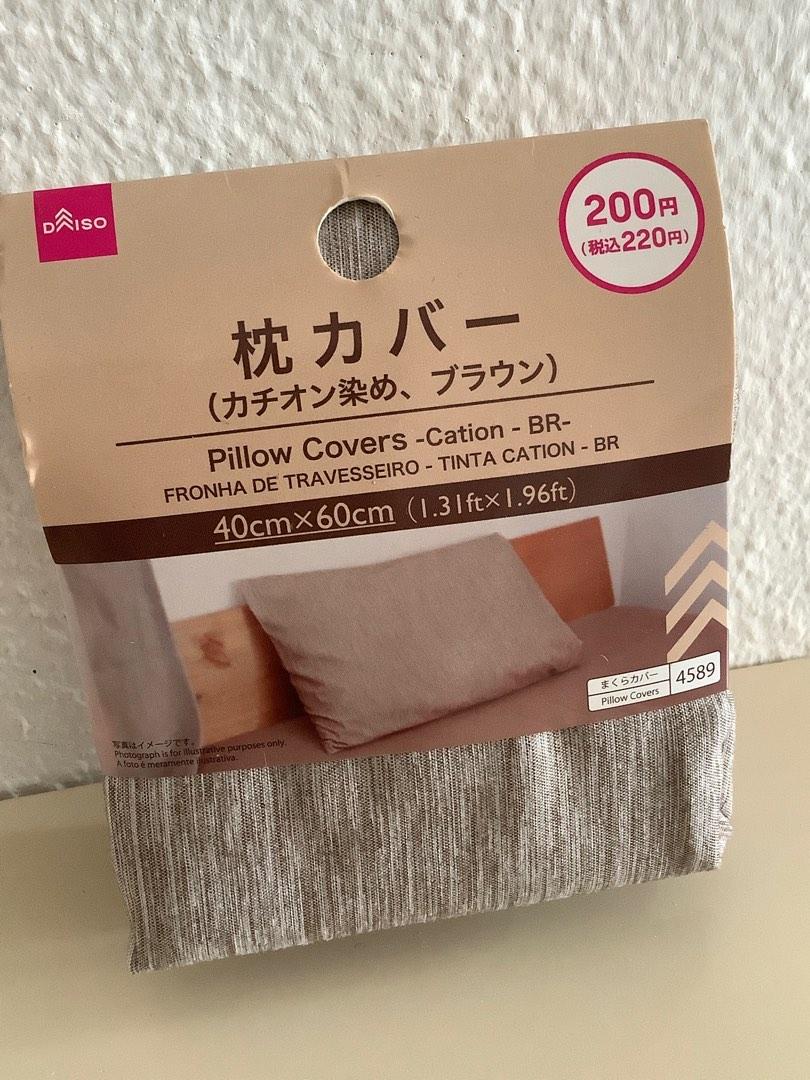 DAISO
200円
(税込220円)
枕カバー
(カチオン染め、ブラウン)
Pillow Covers -Cation - BR-
FRONHA DE TRAVESSEIRO - TINTA CATION - BR
40cm×60cm (1.31ft×1.96ft)
まくらカバー
Pillow Covers
4589
写真はイメージです。
Photograph is for illustrative purposes only.
A foto é meramente ilustrativa.